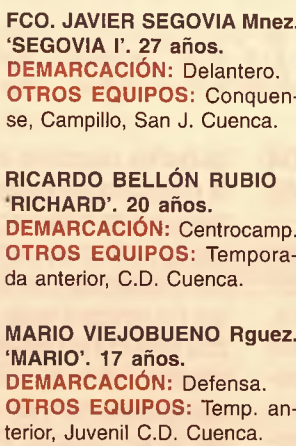 FCO. JAVIER SEGOVIA Mnez.
'SEGOVIA I'. 27 años.
DEMARCACIÓN: Delantero.
OTROS EQUIPOS: Conquen-
se, Campillo, San J. Cuenca.
RICARDO BELLÓN RUBIO
'RICHARD'. 20 años.
DEMARCACIÓN: Centrocamp.
OTROS EQUIPOS: Tempora-
da anterior, C.D. Cuenca.
MARIO VIEJOBUENO Rguez.
'MARIO'. 17 años.
DEMARCACIÓN: Defensa.
OTROS EQUIPOS: Temp. an-
terior, Juvenil C.D. Cuenca.